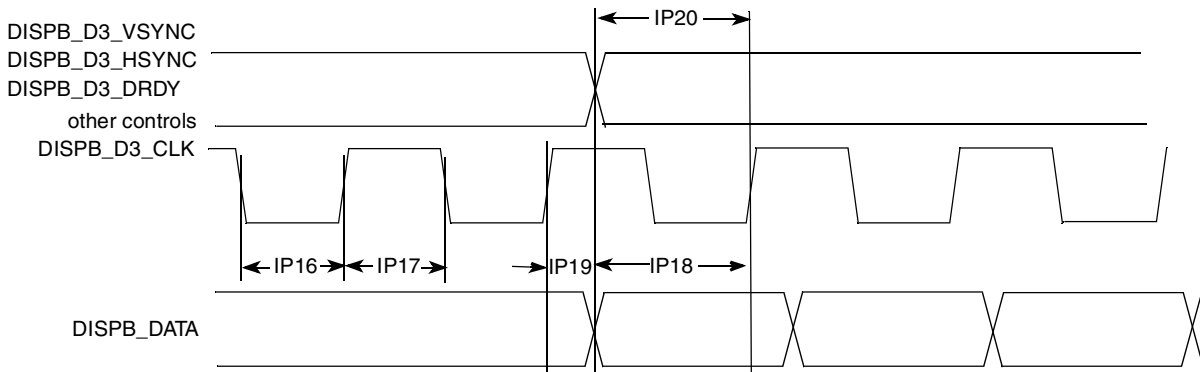 IP20
DISPB_D3_VSYNC
DISPB_D3_HSYNC
DISPB_D3_DRDY
other controls
DISPB_D3_CLK
IP16
IP17
IP19
IP18
DISPB_DATA